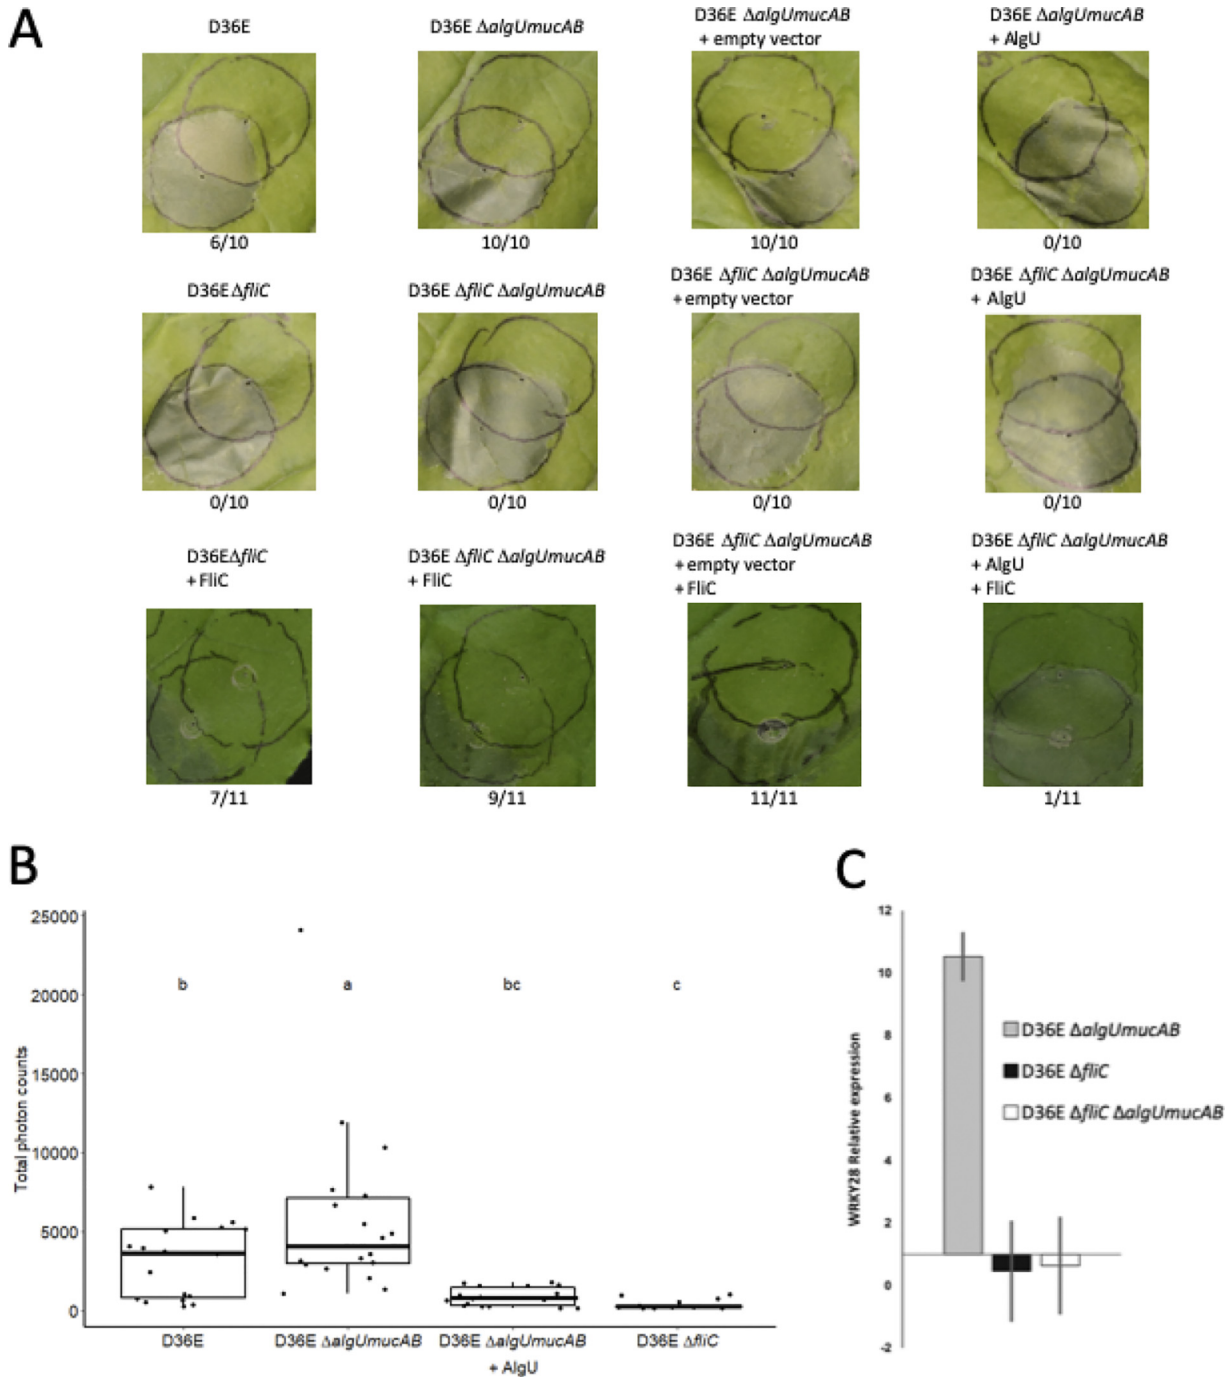 A
D36E
D36E ΔalgUmucAB
D36E ΔalgUmucAB
+ empty vector
D36E ΔalgUmucAB
+ AlgU
6/10
10/10
10/10
0/10
D36E ΔfliC
D36E ΔfliC ΔalgUmucAB
D36E ΔfliC ΔalgUmucAB
+ empty vector
D36E ΔfliC ΔalgUmucAB
+ AlgU
0/10
0/10
0/10
0/10
D36EΔfliC
+ FliC
D36E ΔfliC ΔalgUmucAB
+ FliC
D36E ΔfliC ΔalgUmucAB
+ empty vector
+ FliC
D36E ΔfliC ΔalgUmucAB
+ AlgU
+ FliC
7/11
9/11
11/11
1/11
B
Total photon counts
25000
20000
15000
10000
5000
0
b
a
bc
c
D36E
D36E ΔalgUmucAB
D36E ΔalgUmucAB
+ AlgU
D36E ΔfliC
C
WRKY28 Relative expression
12
10
8
6
4
2
0
-2
D36E ΔalgUmucAB
D36E ΔfliC
D36E ΔfliC ΔalgUmucAB